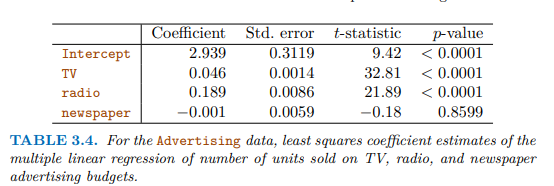 Coefficient Std. error t-statistic p-value
Intercept 2.939 0.3119 9.42 < 0.0001
TV 0.046 0.0014 32.81 < 0.0001
radio 0.189 0.0086 21.89 < 0.0001
newspaper −0.001 0.0059 −0.18 0.8599
TABLE 3.4. For the Advertising data, least squares coefficient estimates of the
multiple linear regression of number of units sold on TV, radio, and newspaper
advertising budgets.